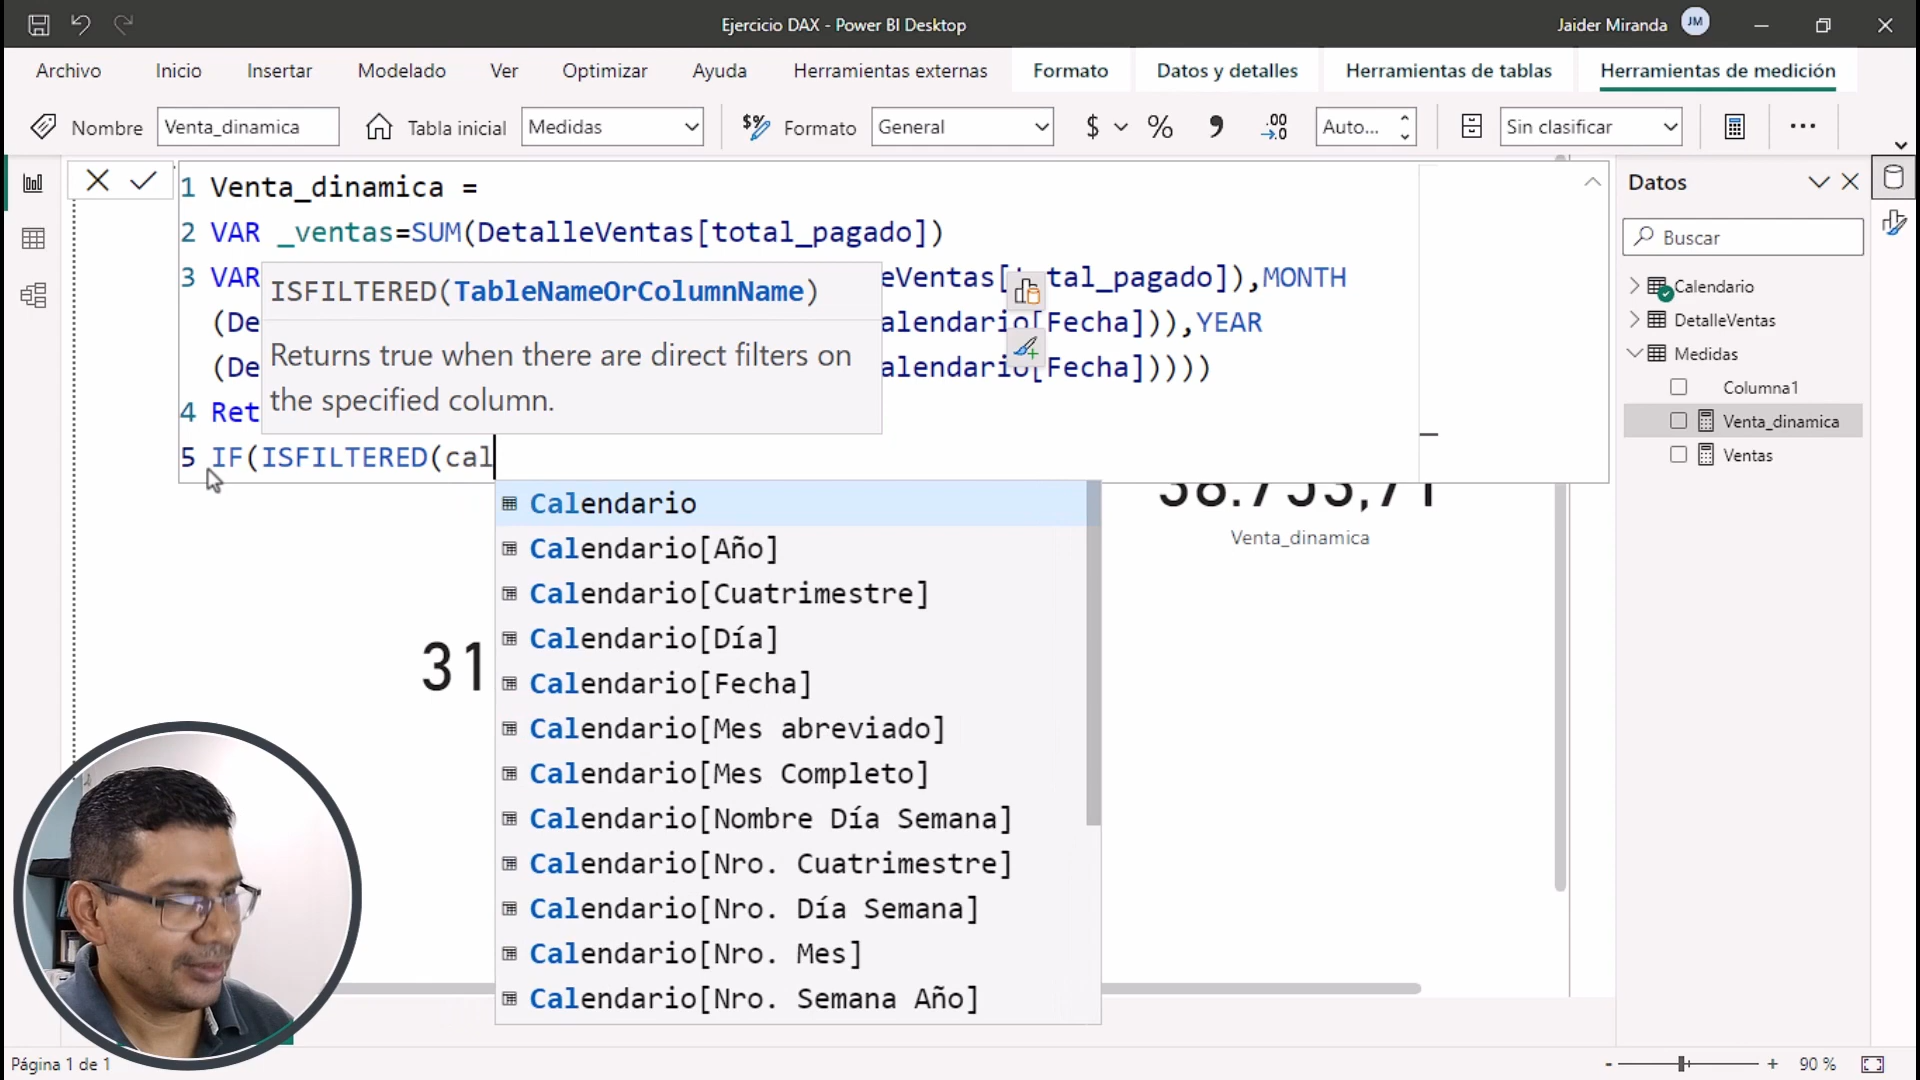 Ejercicio DAX - Power BI Desktop
Jaider Miranda
JM
Archivo
Inicio
Insertar
Modelado
Ver
Optimizar
Ayuda
Herramientas externas
Formato
Datos y detalles
Herramientas de tablas
Herramientas de medición
Nombre
Venta_dinamica
Tabla inicial
Medidas
Formato
General
$
%
Auto...
Sin clasificar
1 Venta_dinamica =
2 VAR _ventas=SUM(DetalleVentas[total_pagado])
3 VAR eVentas[total_pagado]),MONTH
(De alendario[Fecha])),YEAR
(De alendario[Fecha]))))
4 Ret
5 IF(ISFILTERED(cal
ISFILTERED(TableNameOrColumnName)
Returns true when there are direct filters on
the specified column.
Calendario
Calendario[Año]
Calendario[Cuatrimestre]
Calendario[Día]
Calendario[Fecha]
Calendario[Mes abreviado]
Calendario[Mes Completo]
Calendario[Nombre Día Semana]
Calendario[Nro. Cuatrimestre]
Calendario[Nro. Día Semana]
Calendario[Nro. Mes]
Calendario[Nro. Semana Año]
31
38.753,71
Venta_dinamica
Datos
Buscar
Calendario
DetalleVentas
Medidas
Columna1
Venta_dinamica
Ventas
Página 1 de 1
- + 90 %